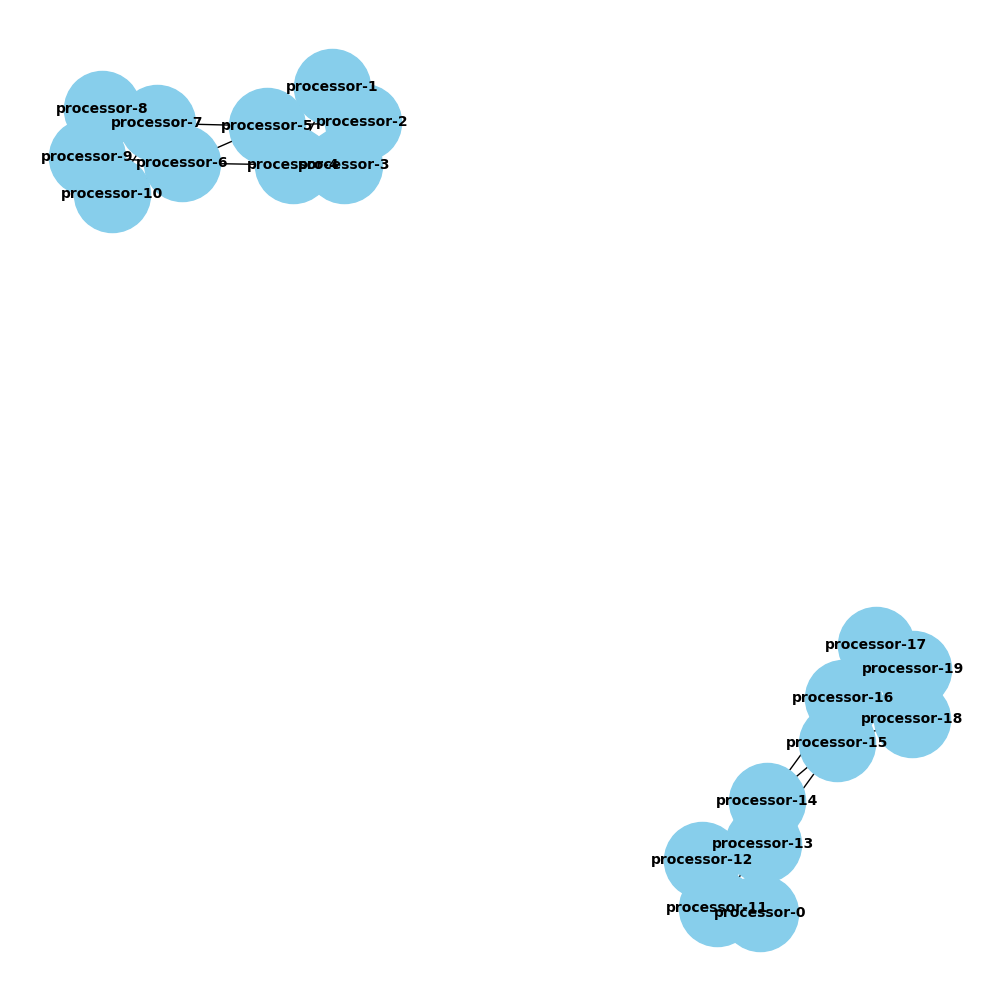 processor-1
processor-8
processor-7
processor-5
processor-2
processor-9
processor-6
processor-4
processor-3
processor-10
processor-17
processor-19
processor-16
processor-18
processor-15
processor-14
processor-13
processor-12
processor-11
processor-0